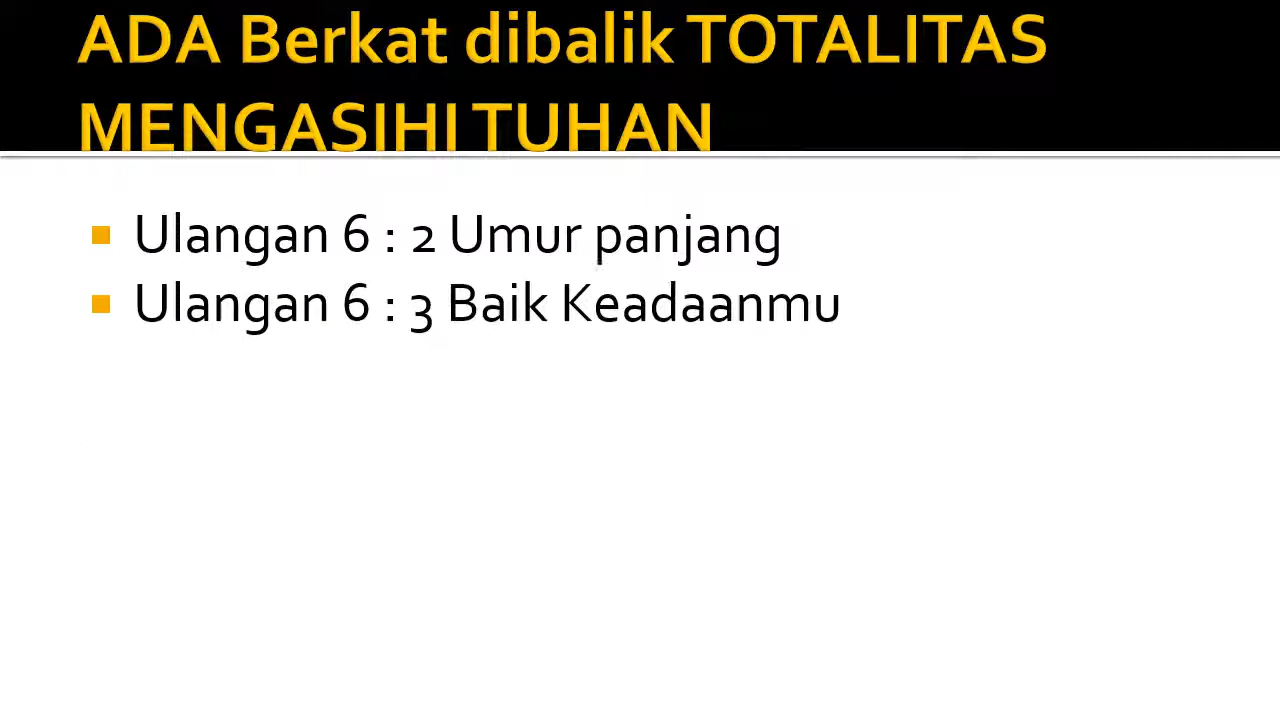 ADA Berkat dibalik TOTALITAS
MENGASIHI TUHAN
Ulangan 6 : 2 Umur panjang
Ulangan 6 : 3 Baik Keadaanmu